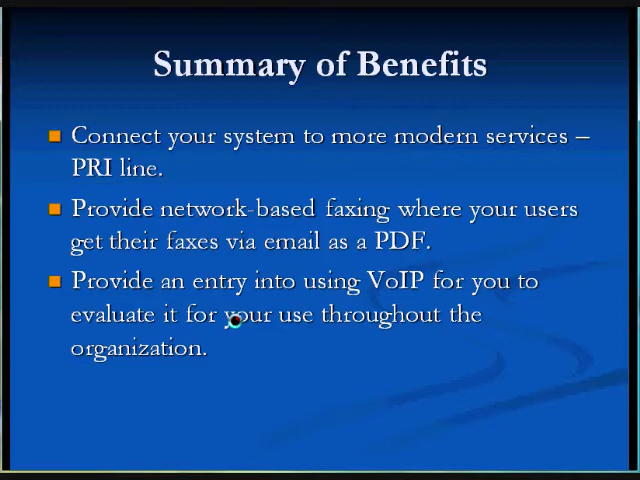 Summary of Benefits
Connect your system to more modern services –
PRI line.
Provide network-based faxing where your users
get their faxes via email as a PDF.
Provide an entry into using VoIP for you to
evaluate it for your use throughout the
organization.